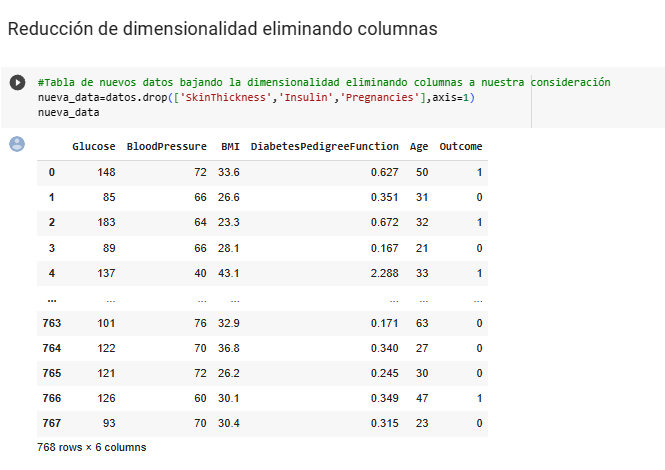 Reducción de dimensionalidad eliminando columnas
#Tabla de nuevos datos bajando la dimensionalidad eliminando columnas a nuestra consideración
nueva_data=datos.drop(['SkinThickness','Insulin','Pregnancies'],axis=1)
nueva_data
Glucose BloodPressure BMI DiabetesPedigreeFunction Age Outcome
0 148 72 33.6 0.627 50 1
1 85 66 26.6 0.351 31 0
2 183 64 23.3 0.672 32 1
3 89 66 28.1 0.167 21 0
4 137 40 43.1 2.288 33 1
... ... ... ... ... ... ...
763 101 76 32.9 0.171 63 0
764 122 70 36.8 0.340 27 0
765 121 72 26.2 0.245 30 0
766 126 60 30.1 0.349 47 1
767 93 70 30.4 0.315 23 0
768 rows × 6 columns